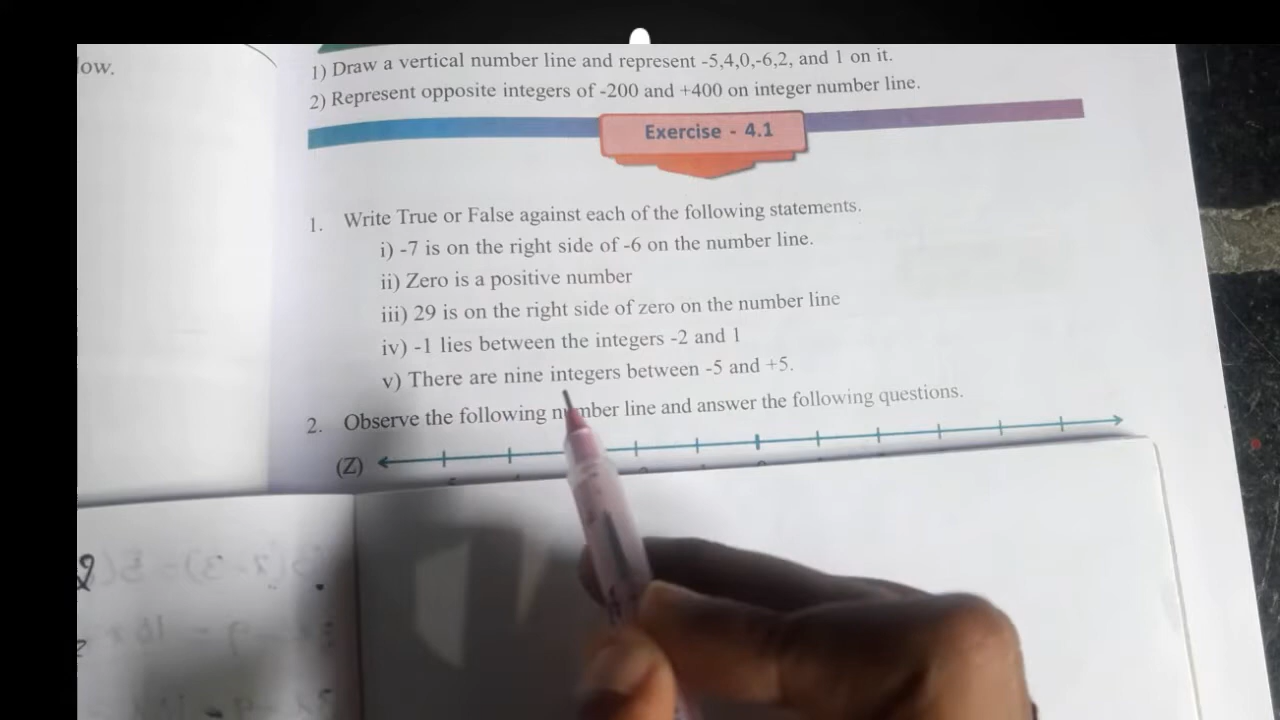 ow.
1) Draw a vertical number line and represent -5,4,0,-6,2, and 1 on it.
2) Represent opposite integers of -200 and +400 on integer number line.
Exercise - 4.1
1. Write True or False against each of the following statements.
i) -7 is on the right side of -6 on the number line.
ii) Zero is a positive number
iii) 29 is on the right side of zero on the number line
iv) -1 lies between the integers -2 and 1
v) There are nine integers between -5 and +5.
2. Observe the following number line and answer the following questions.
(Z)